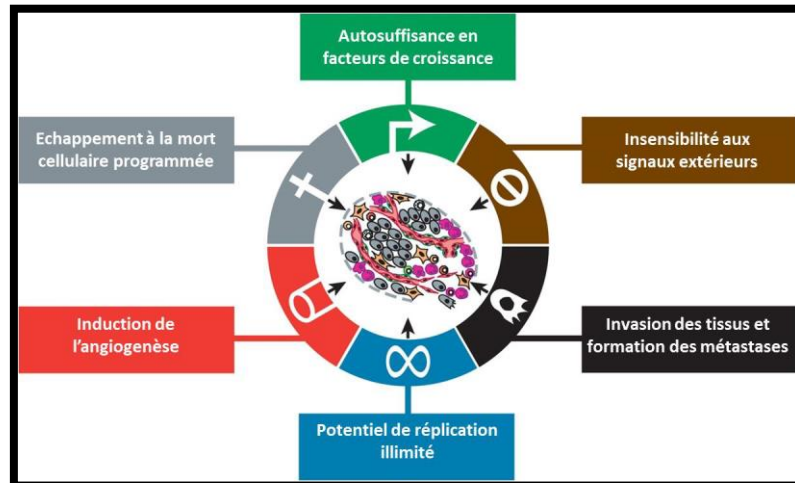 Autosuffisance en
facteurs de croissance
Echappement à la mort
cellulaire programmée
Insensibilité aux
signaux extérieurs
Induction de
l’angiogenèse
Invasion des tissus et
formation des métastases
Potentiel de réplication
illimité